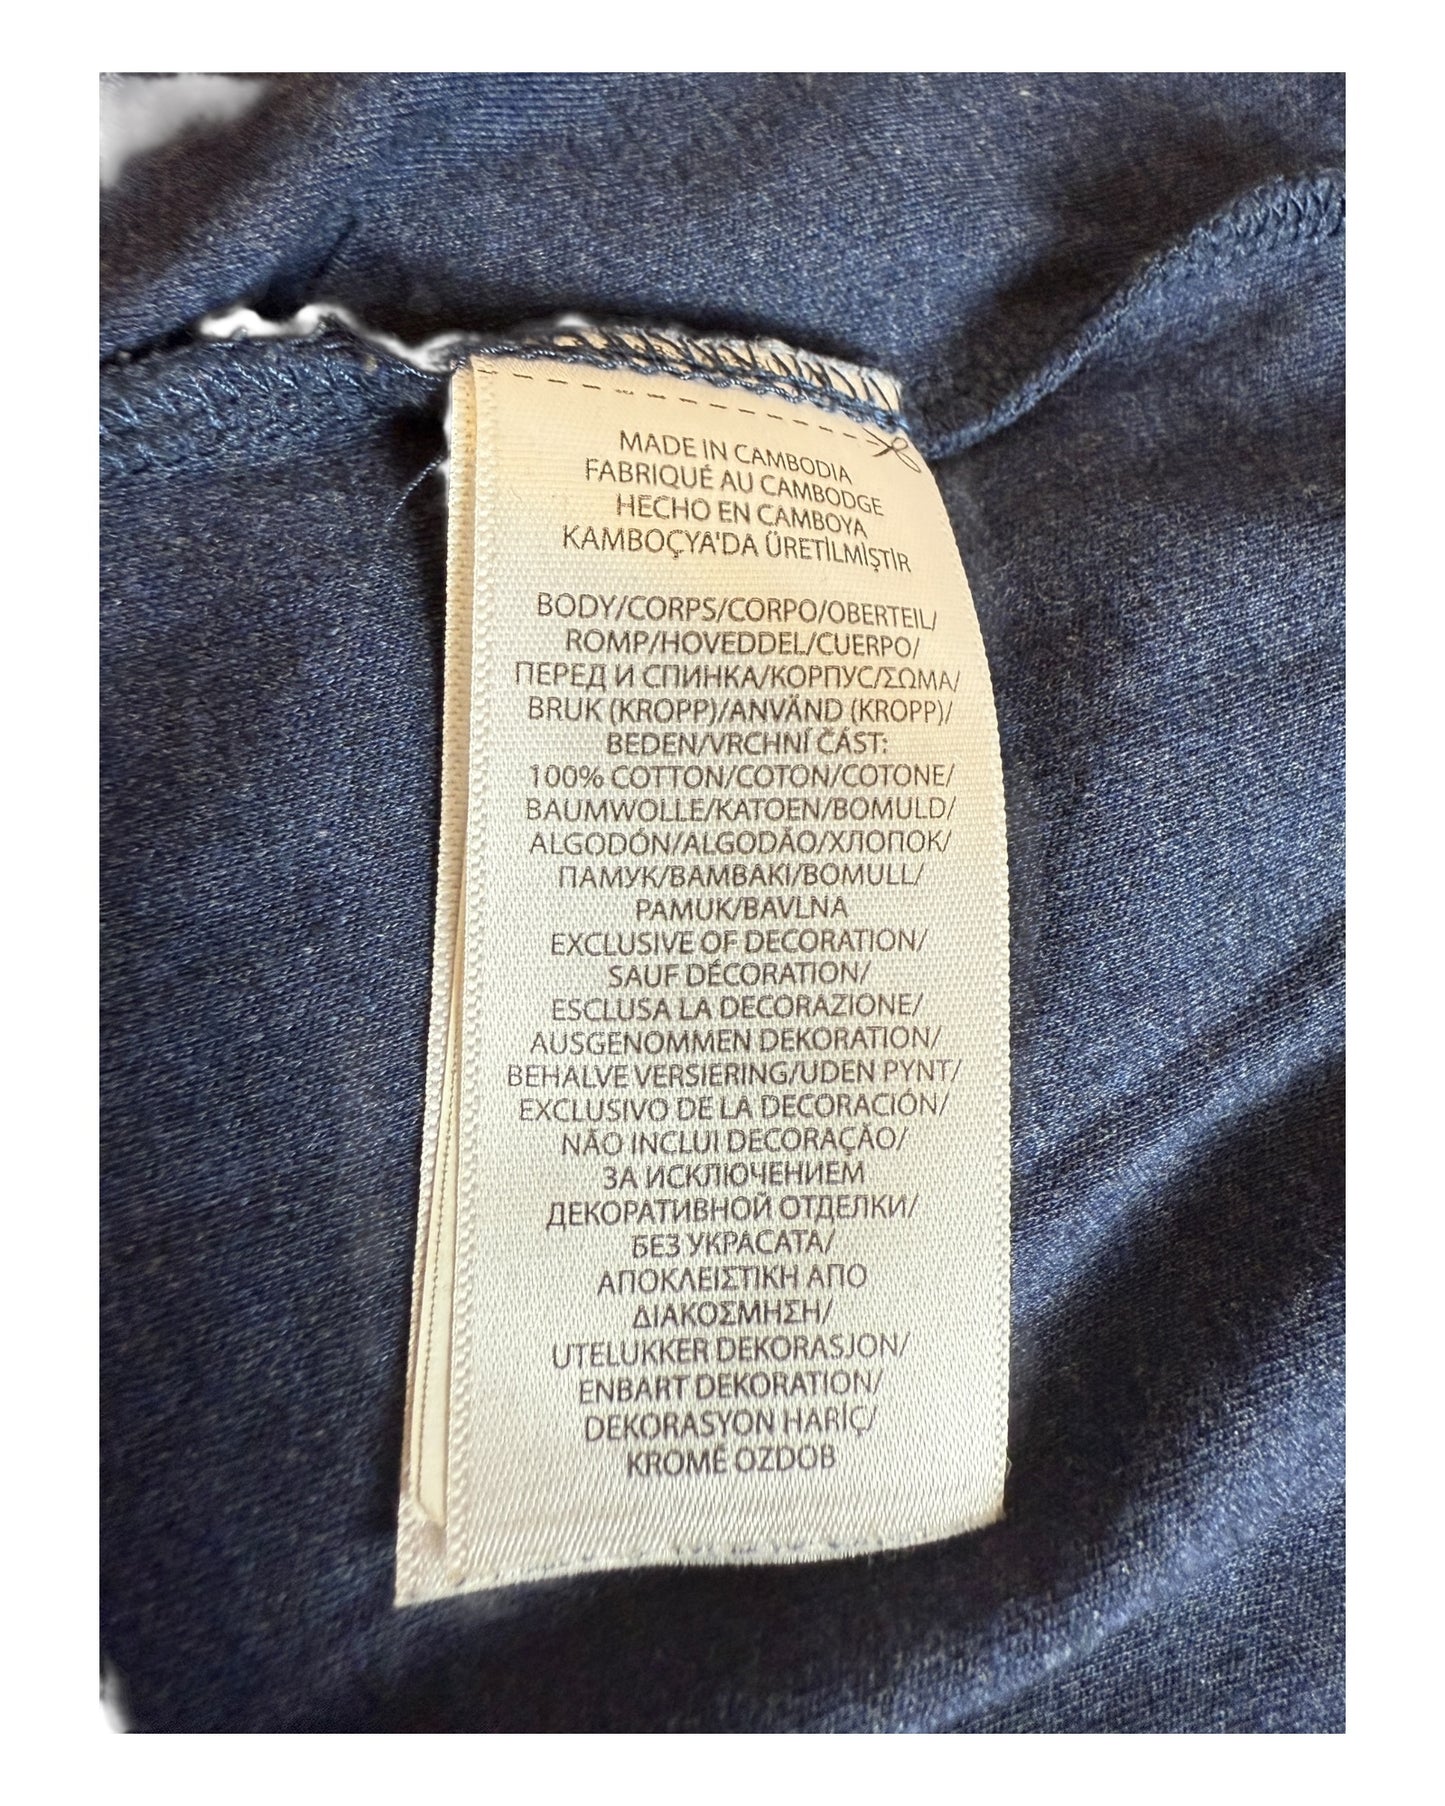 MADE IN CAMBODIA
FABRIQUÉ AU CAMBODGE
HECHO EN CAMBOYA
KAMBOÇYA'DA ÜRETİLMİŞTİR
BODY/CORPS/CORPO/OBERTEIL/
ROMP/HOVEDDEL/CUERPO/
ПЕРЕД И СПИНКА/КОРПУС/ΣΩΜΑ/
BRUK (KROPP)/ANVÄND (KROPP)/
BEDEN/VRCHNÍ ČÁST:
100% COTTON/COTON/COTONE/
BAUMWOLLE/KATOEN/BOMULD/
ALGODÓN/ALGODÃO/ХЛОПОК/
ПАМУК/ΒΑΜΒΑΚΙ/BOMULL/
PAMUK/BAVLNA
EXCLUSIVE OF DECORATION/
SAUF DÉCORATION/
ESCLUSA LA DECORAZIONE/
AUSGENOMMEN DEKORATION/
BEHALVE VERSIERING/UDEN PYNT/
EXCLUSIVO DE LA DECORACIÓN/
NÃO INCLUI DECORAÇÃO/
ЗА ИСКЛЮЧЕНИЕМ
ДЕКОРАТИВНОЙ ОТДЕЛКИ/
БЕЗ УКРАСАТА/
ΑΠΟΚΛΕΙΣΤΙΚΗ ΑΠΟ
ΔΙΑΚΟΣΜΗΣΗ/
UTELUKKER DEKORASJON/
ENBART DEKORATION/
DEKORASYON HARİÇ/
KROMĚ OZDOB